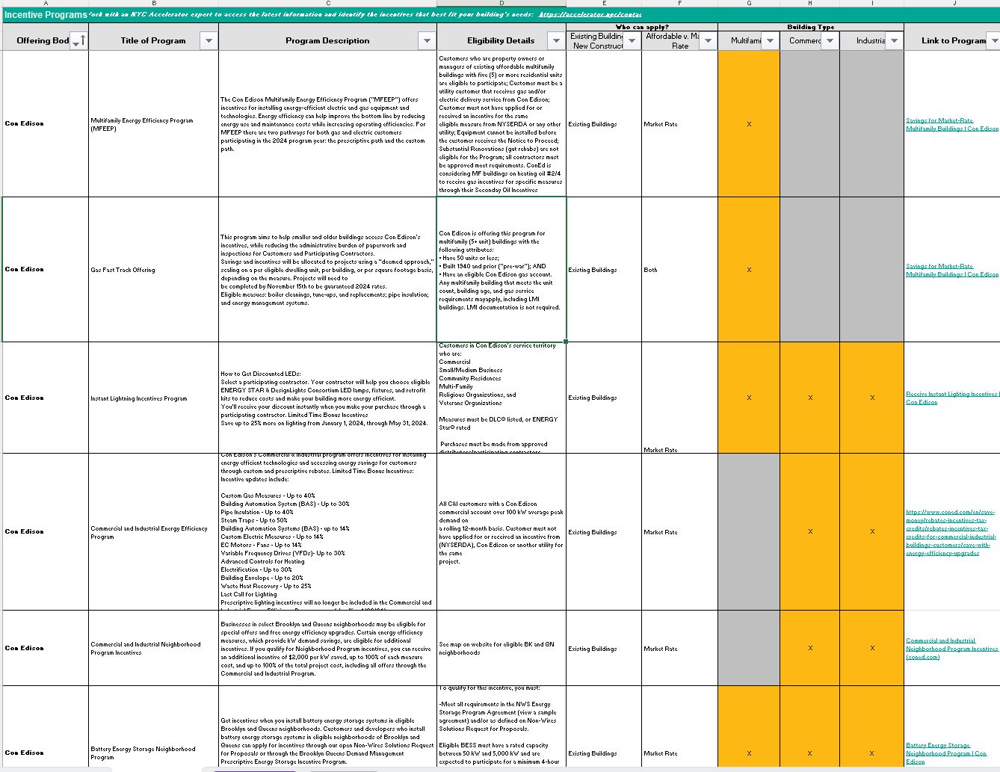 A B C D E F G H I J
Incentive Programs
ork with an NYC Accelerator expert to access the latest information and identify the incentives that best fit your building's needs: https://accelerator.nyc/contac
Who can apply?
Building Type
Offering Bod
Title of Program
Program Description
Eligibility Details
Existing Building
New Construct
Affordable v. Ma
Rate
Multifami
Commerc
Industria
Link to Program
Con Edison
Multifamily Energy Efficiency Program
(MFEEP)
The Con Edison Multifamily Energy Efficiency Program ("MFEEP") offers
incentives for installing energy-efficient electric and gas equipment and
technologies. Energy efficiency can help improve the bottom line by reducing
energy use and maintenance costs while increasing operating efficiencies. For
MFEEP there are two pathways for both gas and electric customers
participating in the 2024 program year: the prescriptive path and the custom
path.
Customers who are property owners or
managers of existing affordable multifamily
buildings with five (5) or more residential units
are eligible to participate; Customer must be a
utility customer that receives gas and/or
electric delivery service from Con Edison;
Customer must not have applied for or
received an incentive for the same
eligible measure from NYSERDA or any other
utility; Equipment cannot be installed before
the customer receives the Notice to Proceed;
Substantial Renovations (gut rehabs) are not
eligible for the Program; all contractors must
be approved meet requirements. ConEd is
considering MF buildings on heating oil #2/4
to receive gas incentives for specific measures
through their Seconday Oil Incentives
Existing Buildings
Market Rate
X
Savings for Market-Rate
Multifamily Buildings | Con Edison
Con Edison
Gas Fast Track Offering
This program aims to help smaller and older buildings access Con Edison's
incentives, while reducing the administrative burden of paperwork and
inspections for Customers and Participating Contractors.
Savings and incentives will be allocated to projects using a "deemed approach,"
scaling on a per eligible dwelling unit, per building, or per square footage basis,
depending on the measure. Projects will need to
be completed by November 15th to be guaranteed 2024 rates.
Eligible measues: boiler cleanings, tune-ups, and replacements; pipe insulation;
and energy management systems.
Con Edison is offering this program for
multifamily (5+ unit) buildings with the
following attributes:
• Have 50 units or less;
• Built 1940 and prior ("pre-war"); AND
• Have an eligible Con Edison gas account.
Any multifamily building that meets the unit
count, building age, and gas service
requirements mayapply, including LMI
buildings. LMI documentation is not required.
Existing Buildings
Both
X
Savings for Market-Rate
Multifamily Buildings | Con Edison
Con Edison
Instant Lightning Incentives Program
How to Get Discounted LEDs:
Select a participating contractor. Your contractor will help you choose eligible
ENERGY STAR & DesignLights Consortium LED lamps, fixtures, and retrofit
kits to reduce costs and make your building more energy efficient.
You'll receive your discount instantly when you make your purchase through a
participating contractor. Limited Time Bonus Incentives
Save up to 25% more on lighting from January 1, 2024, through May 31, 2024.
Customers in Con Edison's service territory
who are:
Commercial
Small/Medium Business
Community Residences
Multi-Family
Religious Organizations, and
Veterans Organizations
Measures must be DLC® listed, or ENERGY
Star® rated
Purchases must be made from approved
distributors/participating contractors
Existing Buildings
Market Rate
X
X
X
Receive Instant Lighting Incentives |
Con Edison
Con Edison
Commercial and Industrial Energy Efficiency
Program
Con Edison's Commercial & Industrial program offers incentives for installing
energy efficient technologies and accessing energy savings for customers
through custom and prescriptive rebates. Limited Time Bonus Incentives:
Incentive updates include:
Custom Gas Measures - Up to 40%
Building Automation System (BAS) - Up to 30%
Pipe Insulation - Up to 40%
Steam Traps - Up to 50%
Building Automation Systems (BAS) - up to 14%
Custom Electric Measures - Up to 14%
EC Motors - Fans - Up to 14%
Variable Frequency Drives (VFDs)- Up to 30%
Advanced Controls for Heating
Electrification - Up to 30%
Building Envelope - Up to 20%
Waste Heat Recovery - Up to 25%
Last Call for Lighting
Prescriptive lighting incentives will no longer be included in the Commercial and
All C&I customers with a Con Edison
commercial account over 100 kW average peak
demand on
a rolling 12-month basis. Customer must not
have applied for or received an incentive from
(NYSERDA), Con Edison or another utility for
the same
project.
Existing Buildings
Market Rate
X
X
https://www.coned.com/en/save-
money/rebates-incentives-tax-
credits/rebates-incentives-tax-
credits-for-commercial-industrial-
buildings-customers/save-with-
energy-efficiency-upgrades
Con Edison
Commercial and Industrial Neighborhood
Program Incentives
Businesses in select Brooklyn and Queens neighborhoods may be eligible for
special offers and free energy efficiency upgrades. Certain energy efficiency
measures, which provide kW demand savings, are eligible for additional
incentives. If you qualify for Neighborhood Program incentives, you can receive
an additional incentive of $2,000 per kW saved, up to 100% of each measure
cost, and up to 100% of the total project cost, including all offers through the
Commercial and Industrial Program.
See map on website for eligible BK and QN
neighborhoods
Existing Buildings
Market Rate
X
X
Commercial and Industrial
Neighborhood Program Incentives
(coned.com)
Con Edison
Battery Energy Storage Neighborhood
Program
Get incentives when you install battery energy storage systems in eligible
Brooklyn and Queens neighborhoods. Customers and developers who install
battery energy storage systems in eligible neighborhoods of Brooklyn and
Queens can apply for incentives through our open Non-Wires Solutions Request
for Proposals or through the Brooklyn Queens Demand Management
Prescriptive Energy Storage Incentive Program.
To qualify for this incentive, you must:
-Meet all requirements in the NWS Energy
Storage Program Agreement (view a sample
agreement) and/or as defined on Non-Wires
Solutions Request for Proposals.
Eligible BESS must have a rated capacity
between 50 kW and 5,000 kW and are
expected to participate for a minimum 4-hour
Existing Buildings
Market Rate
X
X
X
Battery Energy Storage
Neighborhood Program | Con
Edison